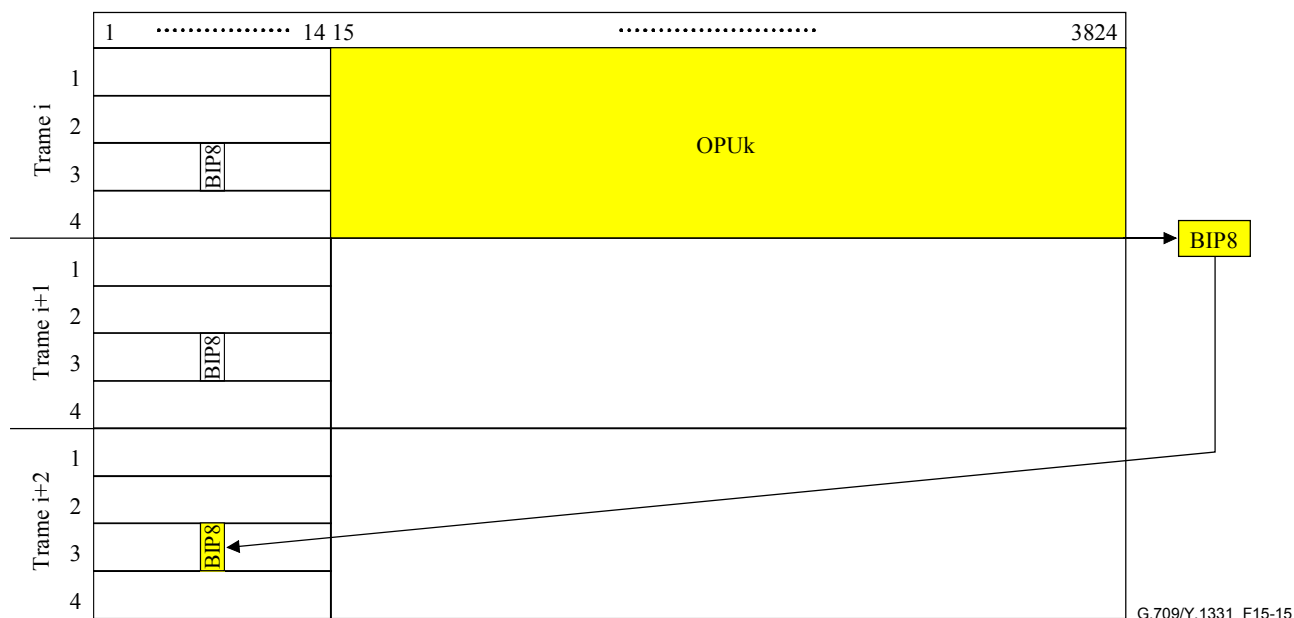 1 ................ 14 15 ........................ 3824
Trame i
1
2
3 BIP8
4
OPUk
BIP8
Trame i+1
1
2
3 BIP8
4
Trame i+2
1
2
3 BIP8
4
G.709/Y.1331_F15-15